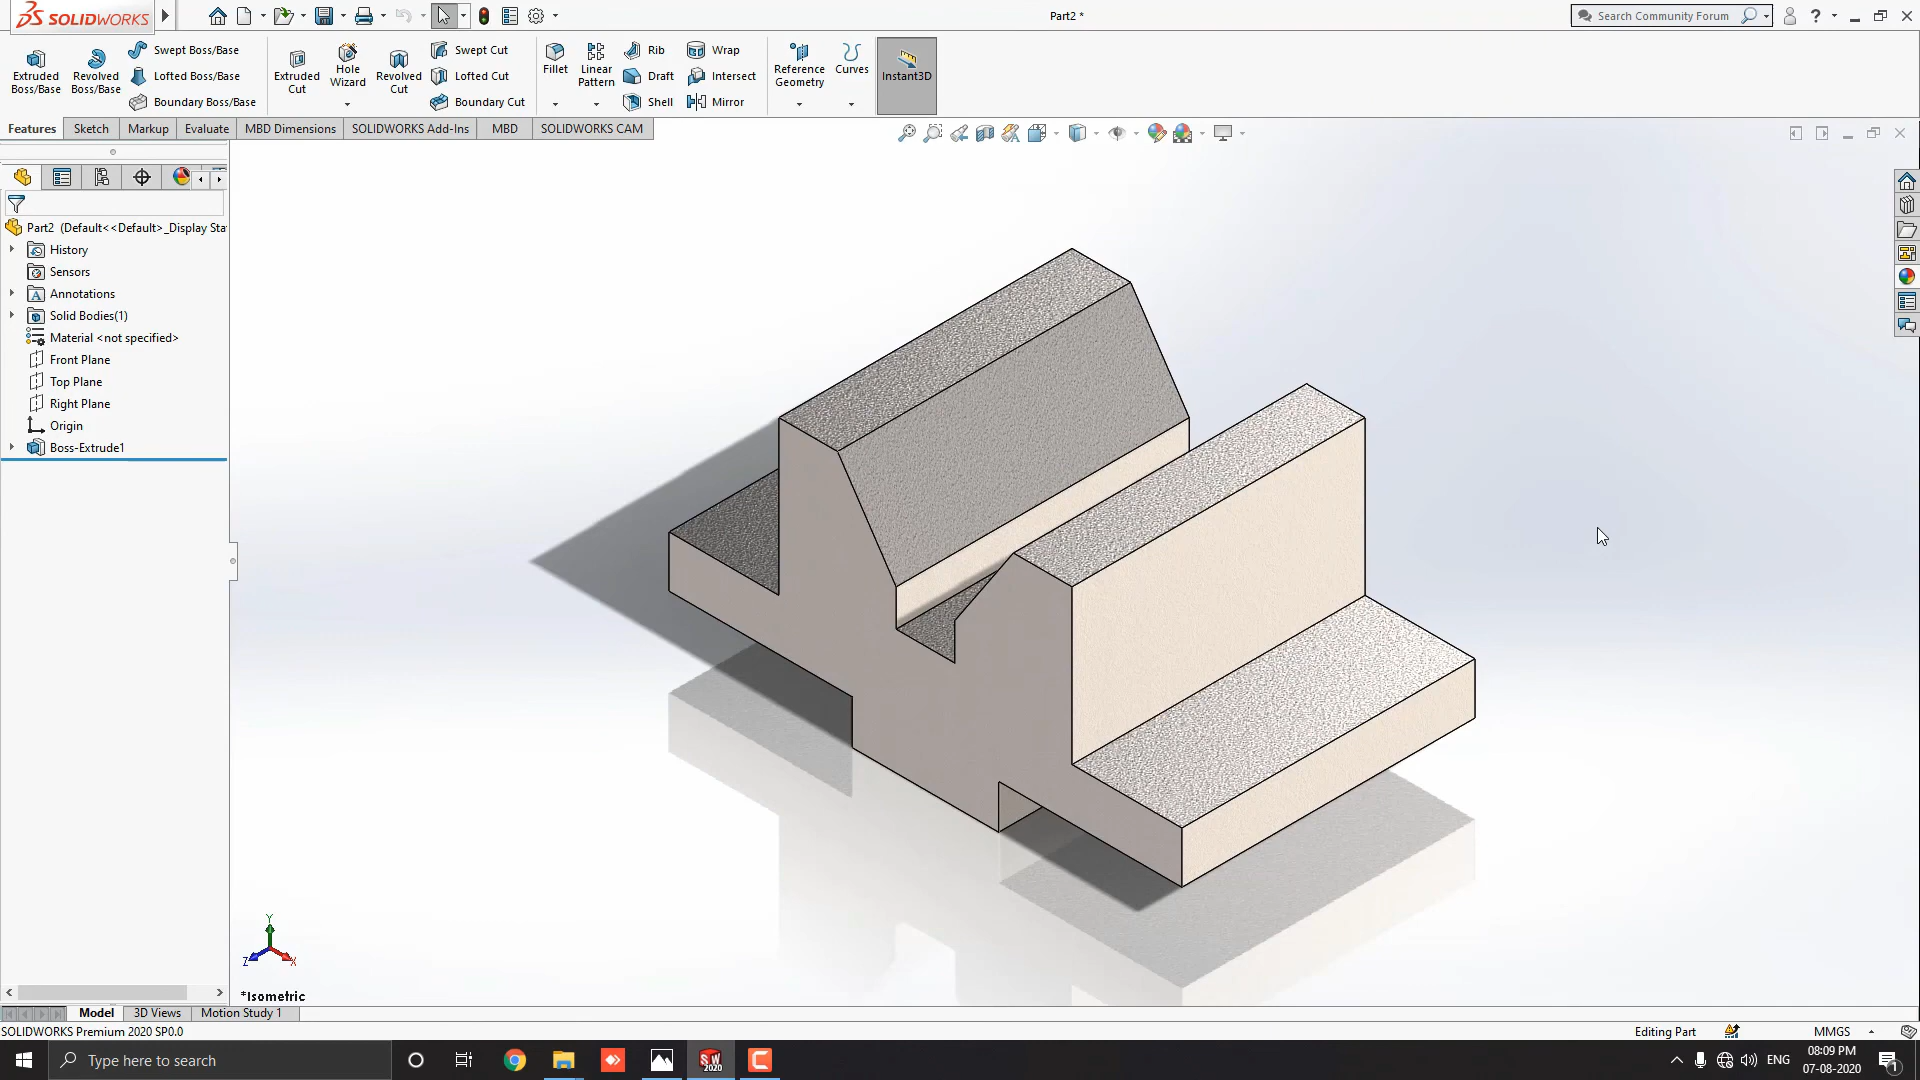 SOLIDWORKS
Part2 *
Search Community Forum
Extruded Boss/Base
Revolved Boss/Base
Swept Boss/Base
Lofted Boss/Base
Boundary Boss/Base
Extruded Cut
Hole Wizard
Revolved Cut
Swept Cut
Lofted Cut
Boundary Cut
Fillet
Linear Pattern
Rib
Draft
Shell
Wrap
Intersect
Mirror
Reference Geometry
Curves
Instant3D
Features
Sketch
Markup
Evaluate
MBD Dimensions
SOLIDWORKS Add-Ins
MBD
SOLIDWORKS CAM
Part2 (Default<<Default>_Display Sta
History
Sensors
Annotations
Solid Bodies(1)
Material <not specified>
Front Plane
Top Plane
Right Plane
Origin
Boss-Extrude1
Y
Z
X
*Isometric
Model
3D Views
Motion Study 1
SOLIDWORKS Premium 2020 SP0.0
Editing Part
MMGS
Type here to search
SW
2020
ENG
08:09 PM
07-08-2020
1